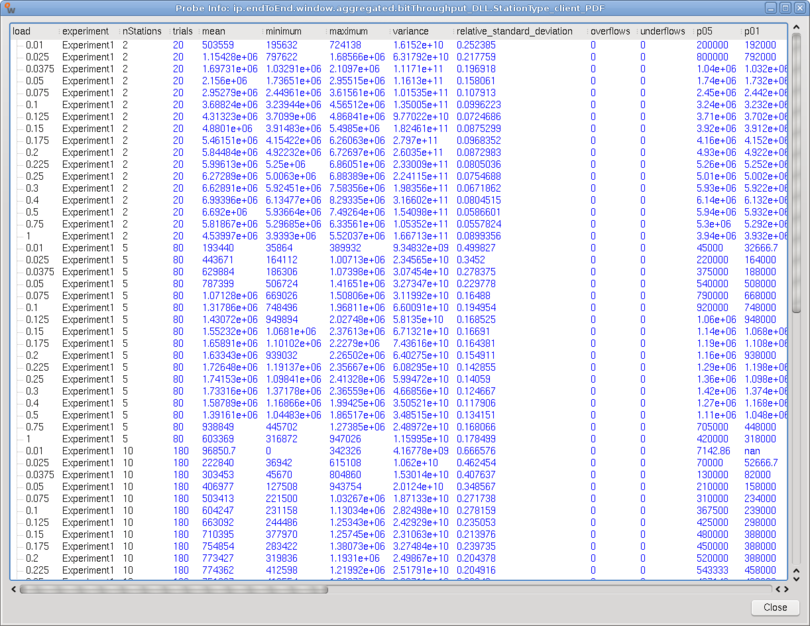 Probe Info: ip.endToEnd.window.aggregated.bitThroughput_DLL.StationType_client_PDF
load experiment nStations trials mean minimum maximum variance relative_standard_deviation overflows underflows p05 p01
0.01 Experiment1 2 20 503559 195632 724138 1.6152e+10 0.252385 0 0 200000 192000
0.025 Experiment1 2 20 1.15428e+06 797622 1.68566e+06 6.31792e+10 0.217759 0 0 800000 792000
0.0375 Experiment1 2 20 1.69731e+06 1.03291e+06 2.1097e+06 1.1171e+11 0.196918 0 0 1.04e+06 1.032e+06
0.05 Experiment1 2 20 2.156e+06 1.73651e+06 2.95515e+06 1.1613e+11 0.158061 0 0 1.74e+06 1.732e+06
0.075 Experiment1 2 20 2.95279e+06 2.44961e+06 3.61561e+06 1.01535e+11 0.107913 0 0 2.45e+06 2.442e+06
0.1 Experiment1 2 20 3.68824e+06 3.23944e+06 4.56512e+06 1.35005e+11 0.0996223 0 0 3.24e+06 3.232e+06
0.125 Experiment1 2 20 4.31323e+06 3.7099e+06 4.86841e+06 9.77022e+10 0.0724686 0 0 3.71e+06 3.702e+06
0.15 Experiment1 2 20 4.8801e+06 3.91483e+06 5.4985e+06 1.82461e+11 0.0875299 0 0 3.92e+06 3.912e+06
0.175 Experiment1 2 20 5.46151e+06 4.15422e+06 6.26063e+06 2.797e+11 0.0968352 0 0 4.16e+06 4.152e+06
0.2 Experiment1 2 20 5.84484e+06 4.92232e+06 6.72697e+06 2.6035e+11 0.0872983 0 0 4.93e+06 4.922e+06
0.225 Experiment1 2 20 5.99613e+06 5.25e+06 6.86051e+06 2.33009e+11 0.0805036 0 0 5.26e+06 5.252e+06
0.25 Experiment1 2 20 6.27289e+06 5.0063e+06 6.88389e+06 2.24115e+11 0.0754688 0 0 5.01e+06 5.002e+06
0.3 Experiment1 2 20 6.62891e+06 5.92451e+06 7.58356e+06 1.98356e+11 0.0671862 0 0 5.93e+06 5.922e+06
0.4 Experiment1 2 20 6.99396e+06 6.13477e+06 8.29335e+06 3.16602e+11 0.0804515 0 0 6.14e+06 6.132e+06
0.5 Experiment1 2 20 6.692e+06 5.93664e+06 7.49264e+06 1.54098e+11 0.0586601 0 0 5.94e+06 5.932e+06
0.75 Experiment1 2 20 5.81867e+06 5.29685e+06 6.33561e+06 1.05352e+11 0.0557824 0 0 5.3e+06 5.292e+06
1 Experiment1 2 20 4.53997e+06 3.9393e+06 5.52037e+06 1.66713e+11 0.0899356 0 0 3.94e+06 3.932e+06
0.01 Experiment1 5 80 193440 35864 389932 9.34832e+09 0.499827 0 0 45000 32666.7
0.025 Experiment1 5 80 443671 164112 1.00713e+06 2.34565e+10 0.3452 0 0 220000 164000
0.0375 Experiment1 5 80 629884 186306 1.07398e+06 3.07454e+10 0.278375 0 0 375000 188000
0.05 Experiment1 5 80 787399 506724 1.41651e+06 3.27347e+10 0.229778 0 0 540000 508000
0.075 Experiment1 5 80 1.07128e+06 669026 1.50806e+06 3.11992e+10 0.16488 0 0 790000 668000
0.1 Experiment1 5 80 1.31786e+06 748496 1.96811e+06 6.60091e+10 0.194954 0 0 920000 748000
0.125 Experiment1 5 80 1.43072e+06 949894 2.02748e+06 5.8135e+10 0.168525 0 0 1.06e+06 948000
0.15 Experiment1 5 80 1.55232e+06 1.0681e+06 2.37613e+06 6.71321e+10 0.16691 0 0 1.14e+06 1.068e+06
0.175 Experiment1 5 80 1.65891e+06 1.10102e+06 2.2279e+06 7.43616e+10 0.164381 0 0 1.19e+06 1.108e+06
0.2 Experiment1 5 80 1.63343e+06 939032 2.26502e+06 6.40275e+10 0.154911 0 0 1.16e+06 938000
0.225 Experiment1 5 80 1.72648e+06 1.19137e+06 2.35667e+06 6.08295e+10 0.142855 0 0 1.29e+06 1.198e+06
0.25 Experiment1 5 80 1.74153e+06 1.09841e+06 2.41328e+06 5.99472e+10 0.14059 0 0 1.36e+06 1.098e+06
0.3 Experiment1 5 80 1.73316e+06 1.37178e+06 2.36559e+06 4.66856e+10 0.124667 0 0 1.42e+06 1.374e+06
0.4 Experiment1 5 80 1.58789e+06 1.16866e+06 1.99425e+06 3.50521e+10 0.117906 0 0 1.27e+06 1.168e+06
0.5 Experiment1 5 80 1.39161e+06 1.04483e+06 1.86517e+06 3.48515e+10 0.134151 0 0 1.11e+06 1.048e+06
0.75 Experiment1 5 80 938849 445702 1.27385e+06 2.48972e+10 0.168066 0 0 705000 448000
1 Experiment1 5 80 603369 316872 947026 1.15995e+10 0.178499 0 0 420000 318000
0.01 Experiment1 10 180 96850.7 0 342326 4.16778e+09 0.666576 0 0 7142.86 nan
0.025 Experiment1 10 180 222840 36942 615108 1.062e+10 0.462454 0 0 70000 52666.7
0.0375 Experiment1 10 180 303453 45670 804860 1.53014e+10 0.407637 0 0 130000 82000
0.05 Experiment1 10 180 406977 127508 943754 2.0124e+10 0.348567 0 0 210000 158000
0.075 Experiment1 10 180 503413 221500 1.03267e+06 1.87133e+10 0.271738 0 0 310000 234000
0.1 Experiment1 10 180 604247 231158 1.13034e+06 2.82498e+10 0.278159 0 0 367500 239000
0.125 Experiment1 10 180 663092 244486 1.25343e+06 2.42929e+10 0.235053 0 0 425000 298000
0.15 Experiment1 10 180 710395 377970 1.25745e+06 2.31063e+10 0.213976 0 0 450000 388000
0.175 Experiment1 10 180 754854 283422 1.38073e+06 3.27484e+10 0.239735 0 0 450000 388000
0.2 Experiment1 10 180 773427 319836 1.1931e+06 2.49867e+10 0.204378 0 0 520000 388000
0.225 Experiment1 10 180 774362 412598 1.21992e+06 2.51791e+10 0.204916 0 0 543333 458000
Close